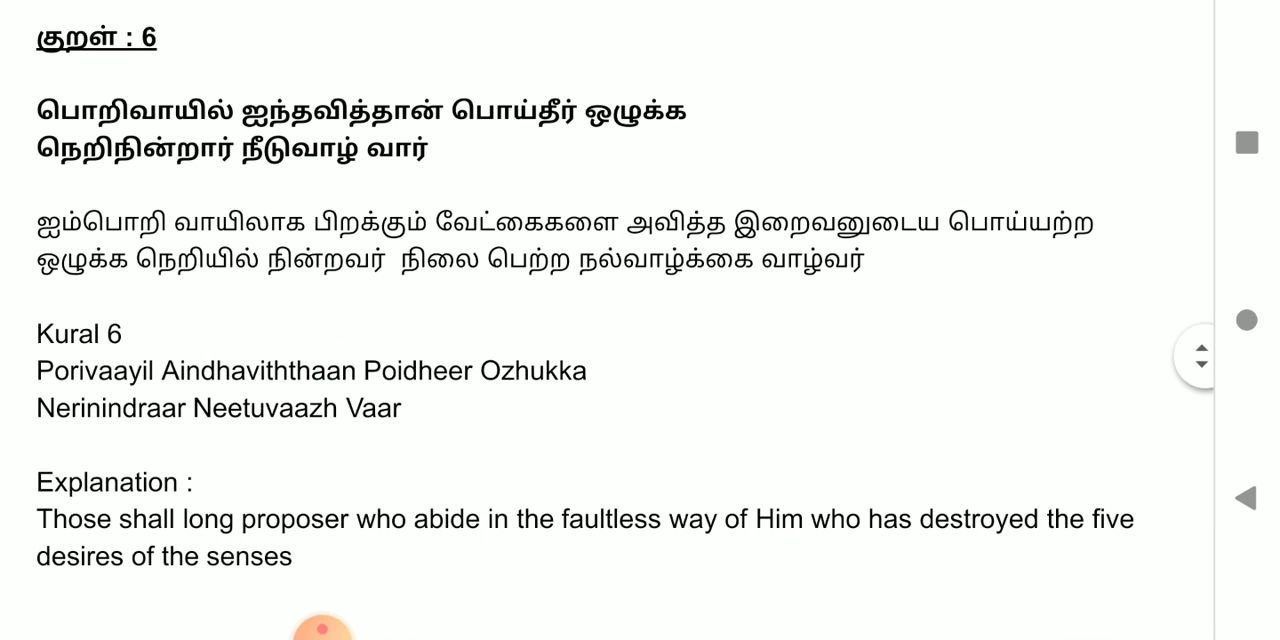 குறள் : 6
பொறிவாயில் ஐந்தவித்தான் பொய்தீர் ஒழுக்க
நெறிநின்றார் நீடுவாழ் வார்
ஐம்பொறி வாயிலாக பிறக்கும் வேட்கைகளை அவித்த இறைவனுடைய பொய்யற்ற
ஒழுக்க நெறியில் நின்றவர் நிலை பெற்ற நல்வாழ்க்கை வாழ்வர்
Kural 6
Porivaayil Aindhaviththaan Poidheer Ozhukka
Nerinindraar Neetuvaazh Vaar
Explanation :
Those shall long proposer who abide in the faultless way of Him who has destroyed the five
desires of the senses